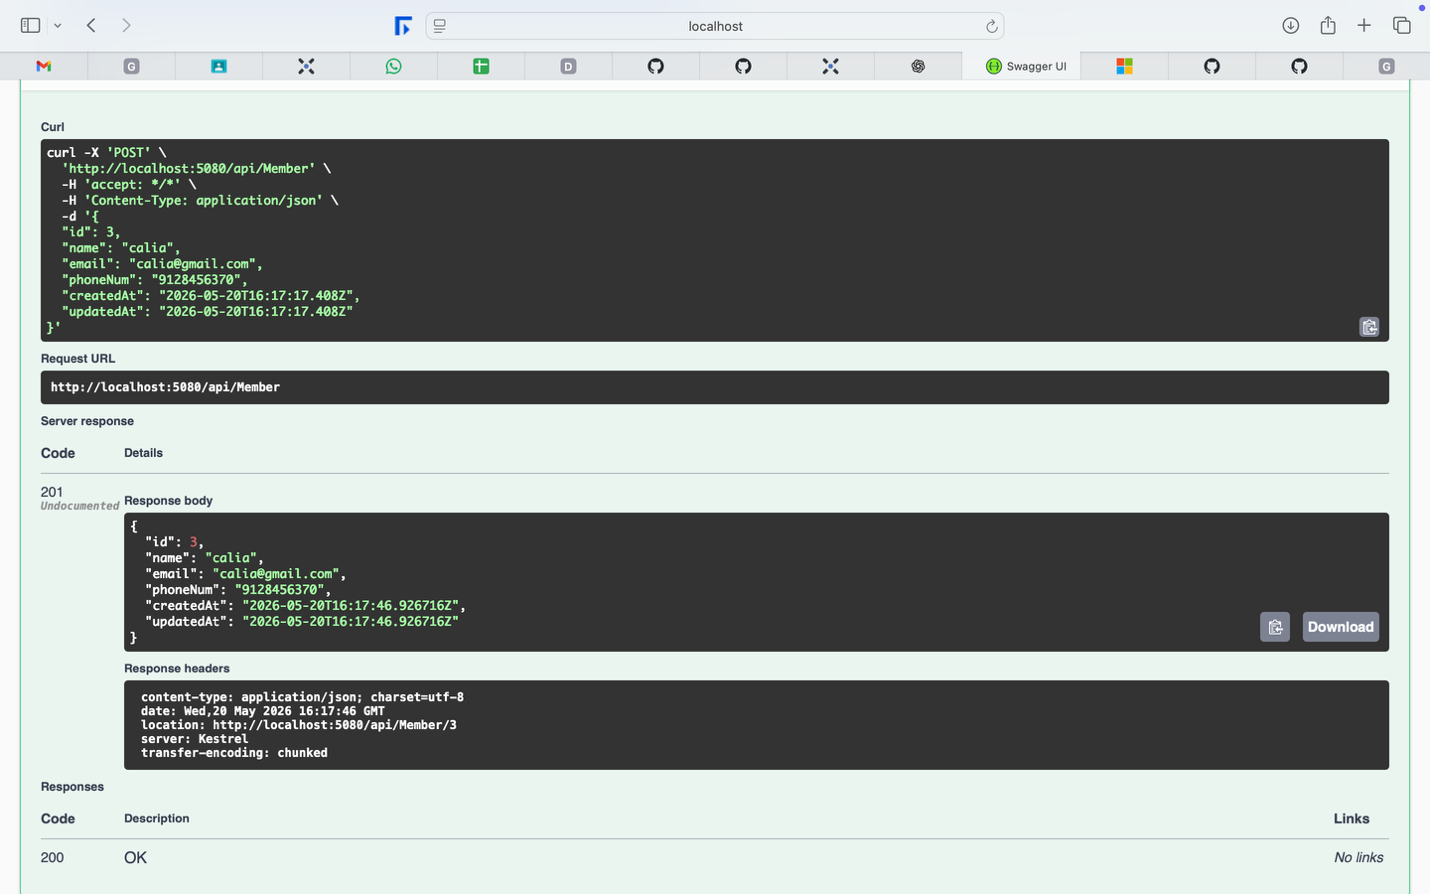 localhost
G
D
Swagger UI
G
Curl
curl -X 'POST' \
  'http://localhost:5080/api/Member' \
  -H 'accept: */*' \
  -H 'Content-Type: application/json' \
  -d '{
  "id": 3,
  "name": "calia",
  "email": "calia@gmail.com",
  "phoneNum": "9128456370",
  "createdAt": "2026-05-20T16:17:17.408Z",
  "updatedAt": "2026-05-20T16:17:17.408Z"
}'
Request URL
http://localhost:5080/api/Member
Server response
Code Details
201
Undocumented
Response body
{
  "id": 3,
  "name": "calia",
  "email": "calia@gmail.com",
  "phoneNum": "9128456370",
  "createdAt": "2026-05-20T16:17:46.926716Z",
  "updatedAt": "2026-05-20T16:17:46.926716Z"
}
Download
Response headers
content-type: application/json; charset=utf-8
date: Wed,20 May 2026 16:17:46 GMT
location: http://localhost:5080/api/Member/3
server: Kestrel
transfer-encoding: chunked
Responses
Code Description Links
200 OK No links